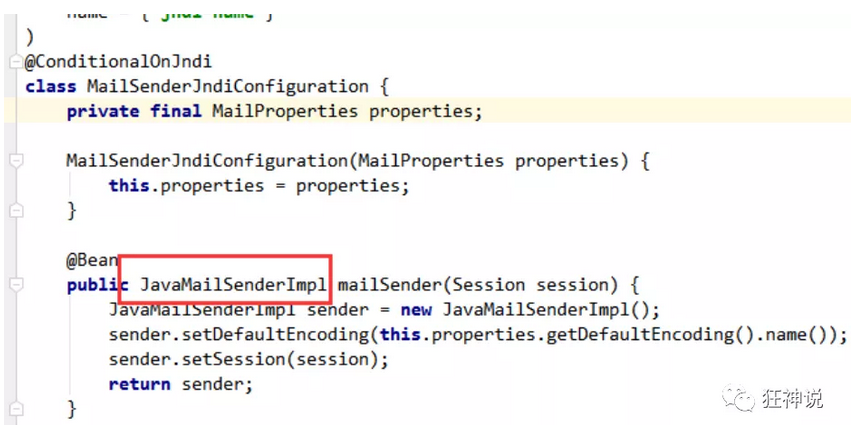 name = {"jndi-name"}
)
@ConditionalOnJndi
class MailSenderJndiConfiguration {
private final MailProperties properties;
MailSenderJndiConfiguration(MailProperties properties) {
this.properties = properties;
}
@Bean
public JavaMailSenderImpl mailSender(Session session) {
JavaMailSenderImpl sender = new JavaMailSenderImpl();
sender.setDefaultEncoding(this.properties.getDefaultEncoding().name());
sender.setSession(session);
return sender;
}
狂神说